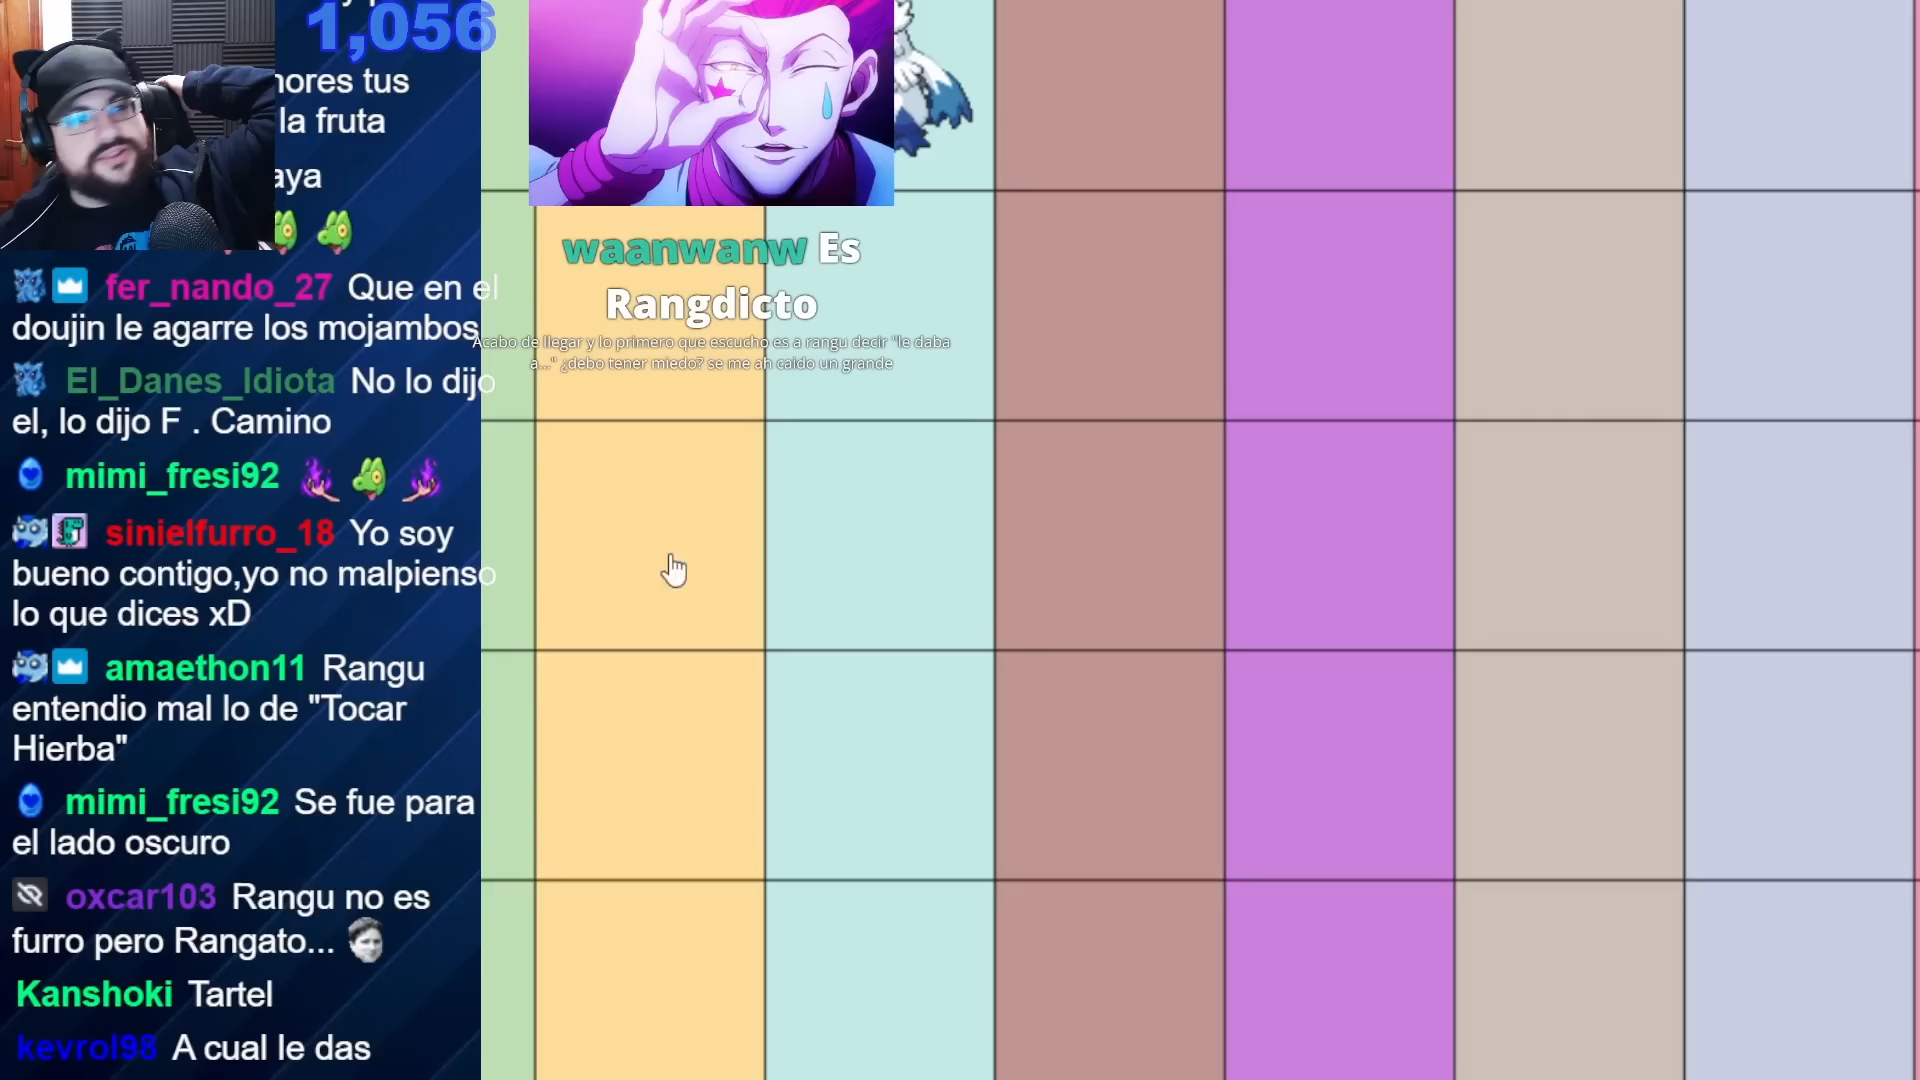 1,056
nores tus
la fruta
aya
fer_nando_27 Que en el
doujin le agarre los mojambos
El_Danes_Idiota No lo dijo
el, lo dijo F . Camino
mimi_fresi92
sinielfurro_18 Yo soy
bueno contigo,yo no malpienso
lo que dices xD
amaethon11 Rangu
entendio mal lo de "Tocar
Hierba"
mimi_fresi92 Se fue para
el lado oscuro
oxcar103 Rangu no es
furro pero Rangato...
Kanshoki Tartel
kevrol98 A cual le das
waanwanw Es
Rangdicto
Acabo de llegar y lo primero que escucho es a rangu decir "le daba
a..." ¿debo tener miedo? se me ah caido un grande